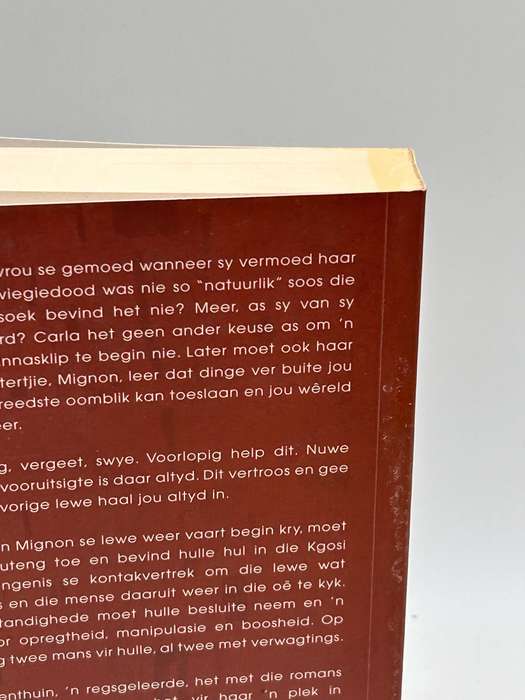 vrou se gemoed wanneer sy vermoed haar
viegiedood was nie so “natuurlik” soos die
soek bevind het nie? Meer, as sy van sy
rd? Carla het geen ander keuse as om ’n
nnasklip te begin nie. Later moet ook haar
tertjie, Mignon, leer dat dinge ver buite jou
reedste oomblik kan toeslaan en jou wêreld
eer.
g, vergeet, swye. Voorlopig help dit. Nuwe
vooruitsigte is daar altyd. Dit vertroos en gee
vorige lewe haal jou altyd in.
n Mignon se lewe weer vaart begin kry, moet
uteng toe en bevind hulle hul in die Kgosi
ngenis se kontakvertrek om die lewe wat
s en die mense daaruit weer in die oë te kyk.
tandighede moet hulle besluite neem en ’n
or opregtheid, manipulasie en boosheid. Op
g twee mans vir hulle, al twee met verwagtings.
enthuin, ’n regsgeleerde, het met die romans
vir haar ’n plek in